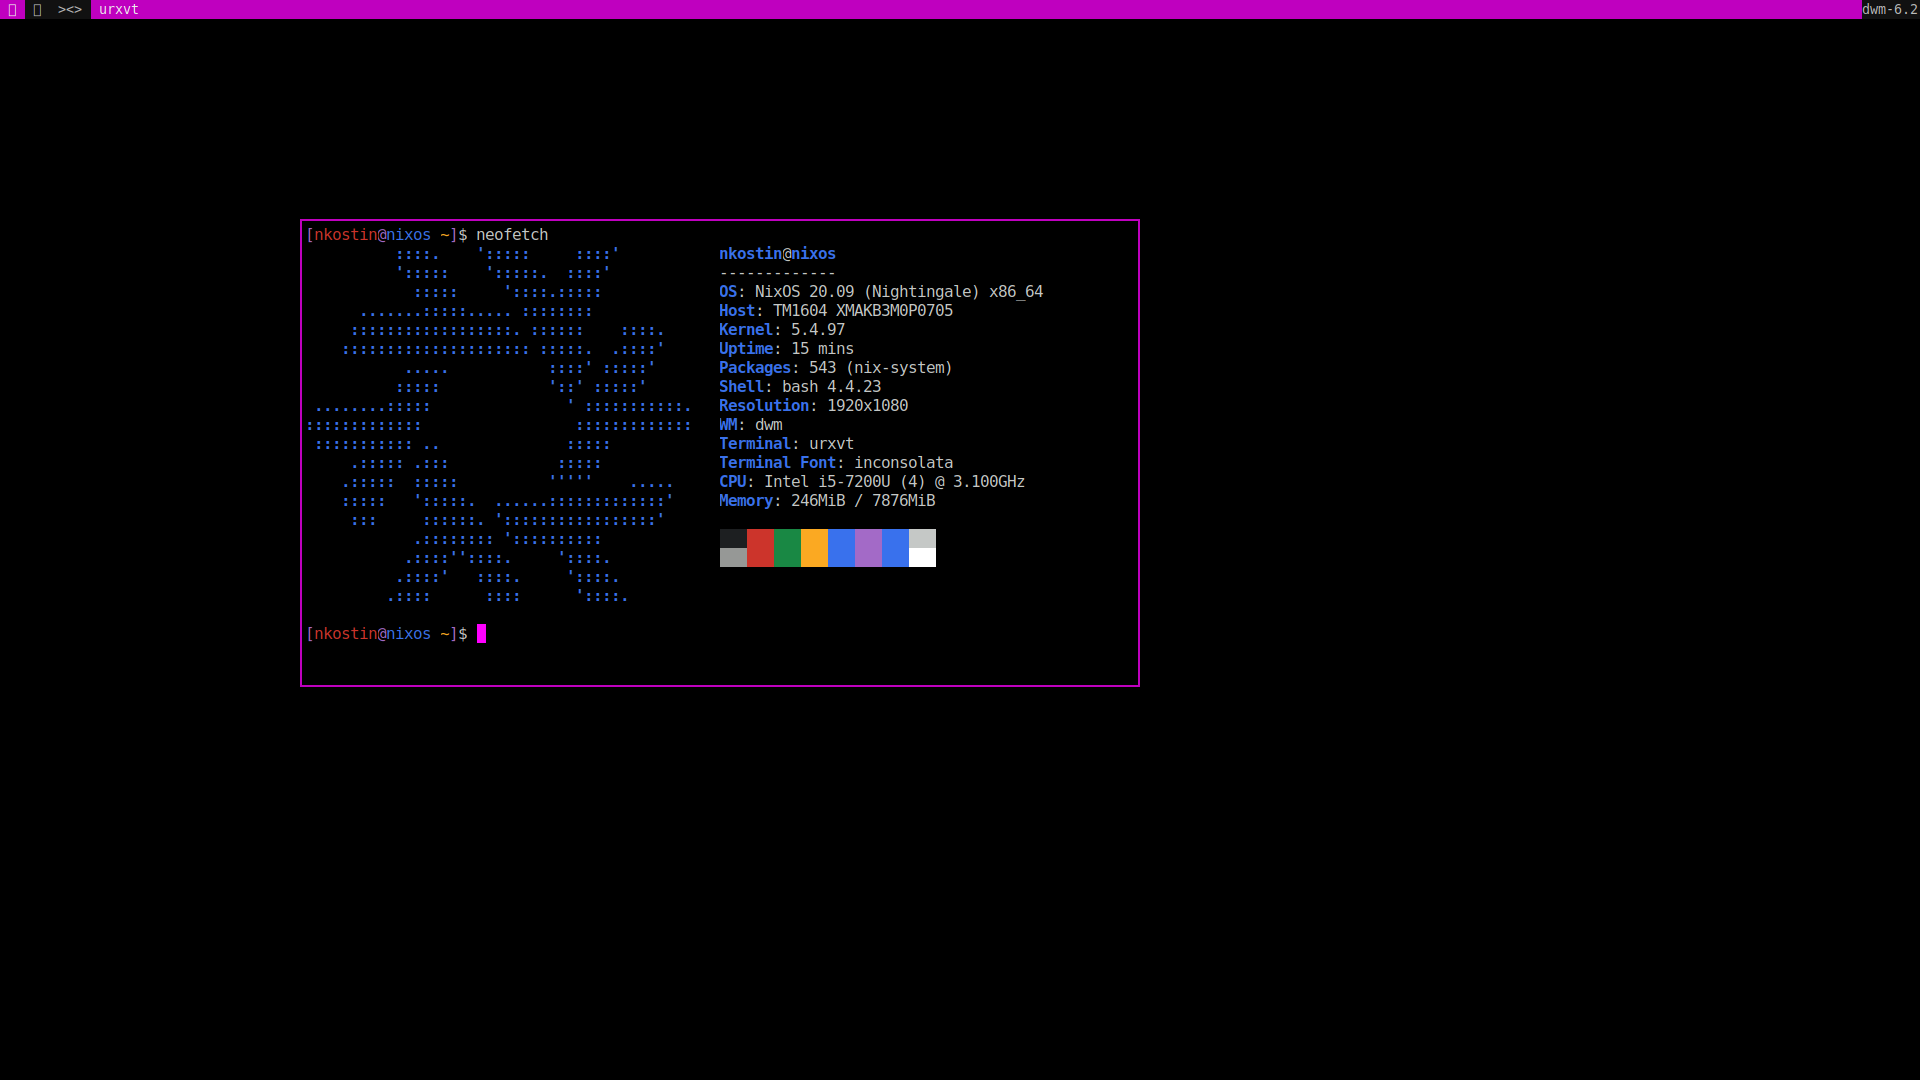 ><> urxvt dwm-6.2
[nkostin@nixos ~]$ neofetch
nkostin@nixos
-------------
OS: NixOS 20.09 (Nightingale) x86_64
Host: TM1604 XMAKB3M0P0705
Kernel: 5.4.97
Uptime: 15 mins
Packages: 543 (nix-system)
Shell: bash 4.4.23
Resolution: 1920x1080
WM: dwm
Terminal: urxvt
Terminal Font: inconsolata
CPU: Intel i5-7200U (4) @ 3.100GHz
Memory: 246MiB / 7876MiB
[nkostin@nixos ~]$